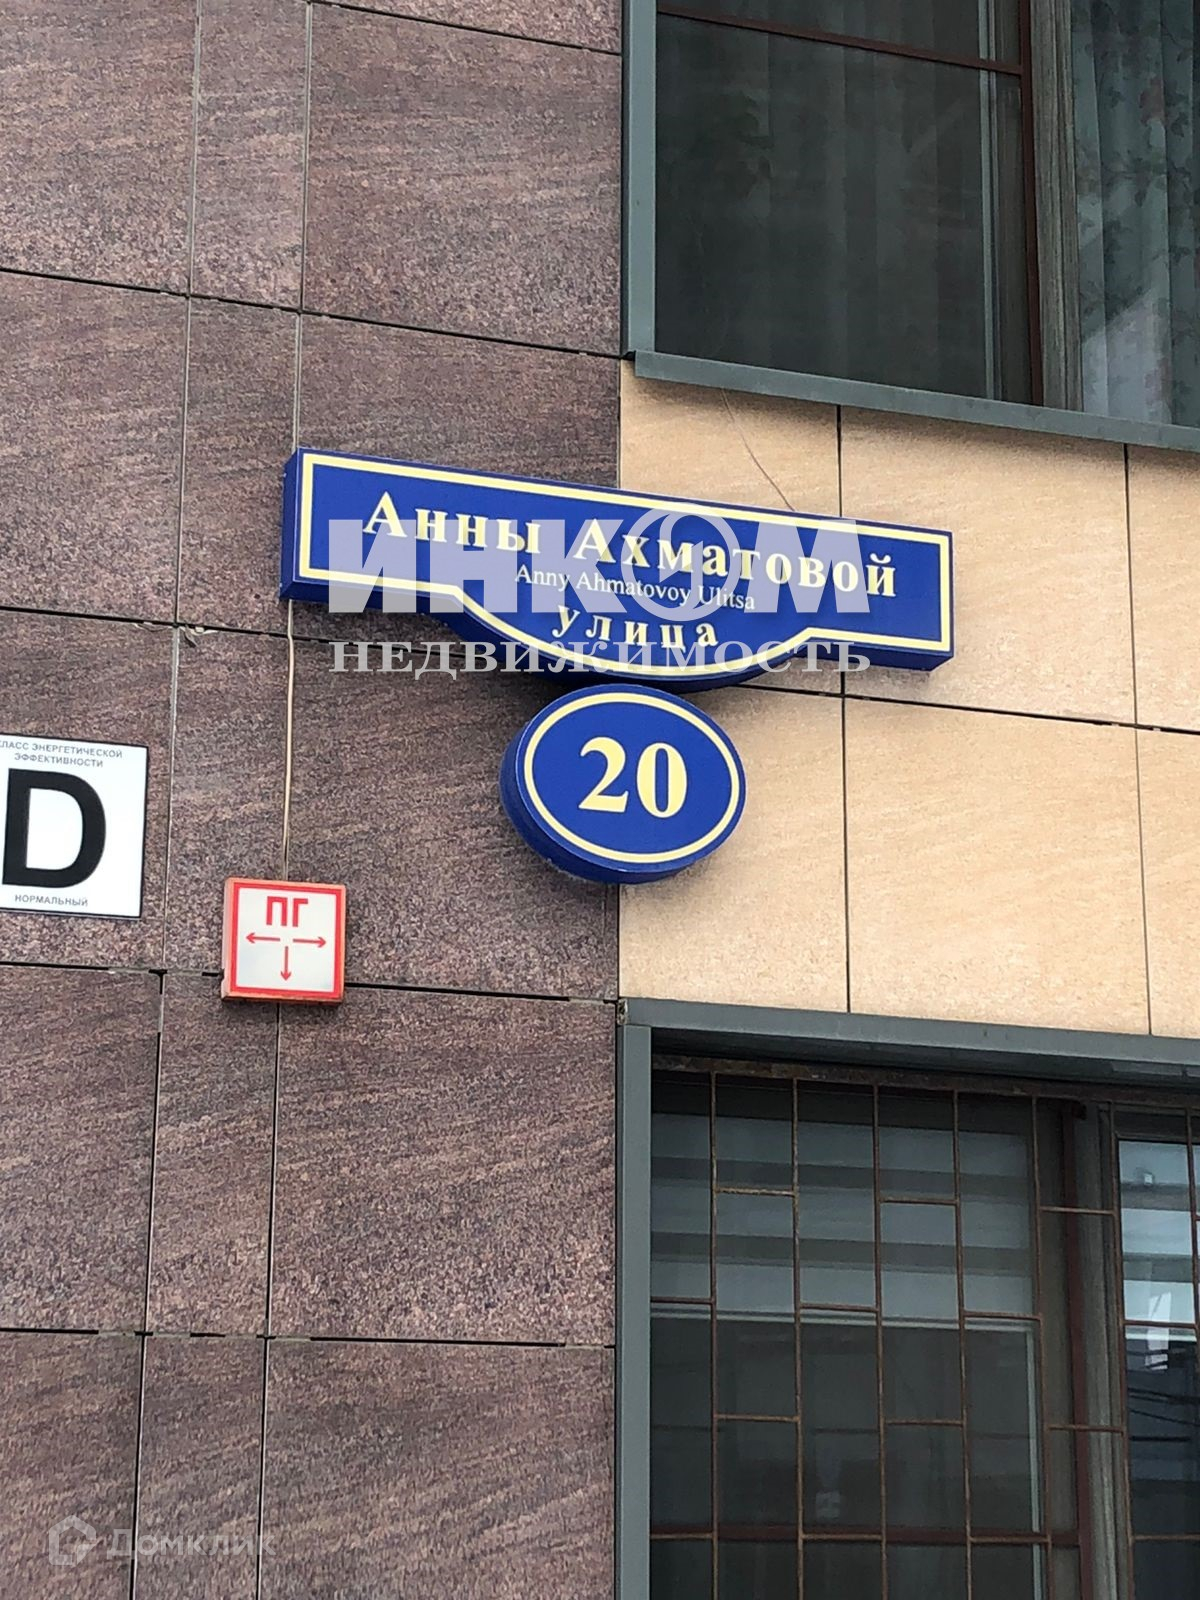 Анны Ахматовой
Anny Ahmatovoy Ulitsa
улица
ИНКОМ
недвижимость
20
КЛАСС ЭНЕРГЕТИЧЕСКОЙ
ЭФФЕКТИВНОСТИ
D
НОРМАЛЬНЫЙ
ПГ
Домклик